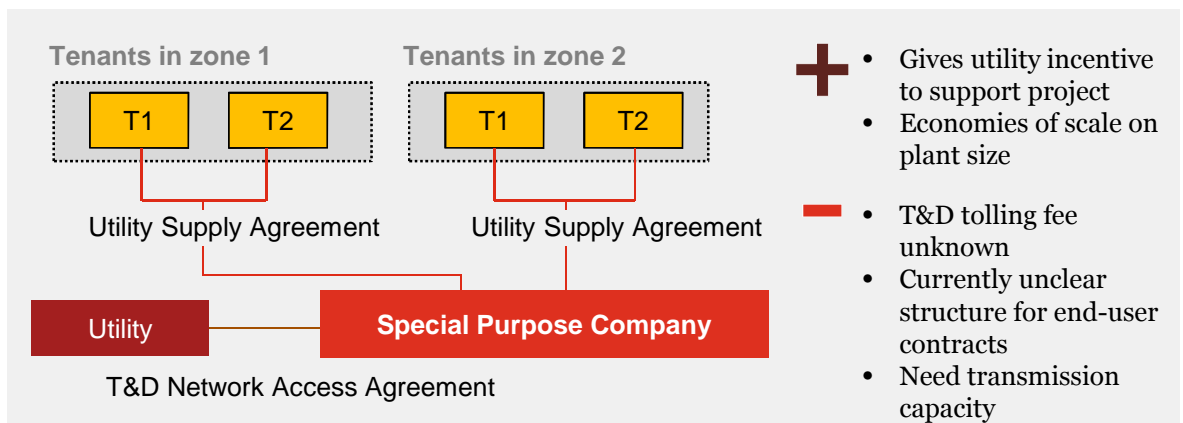 Tenants in zone 1
Tenants in zone 2
T1
T2
T1
T2
Utility Supply Agreement
Utility Supply Agreement
Utility
Special Purpose Company
T&D Network Access Agreement
+
• Gives utility incentive
to support project
• Economies of scale on
plant size
–
• T&D tolling fee
unknown
• Currently unclear
structure for end-user
contracts
• Need transmission
capacity